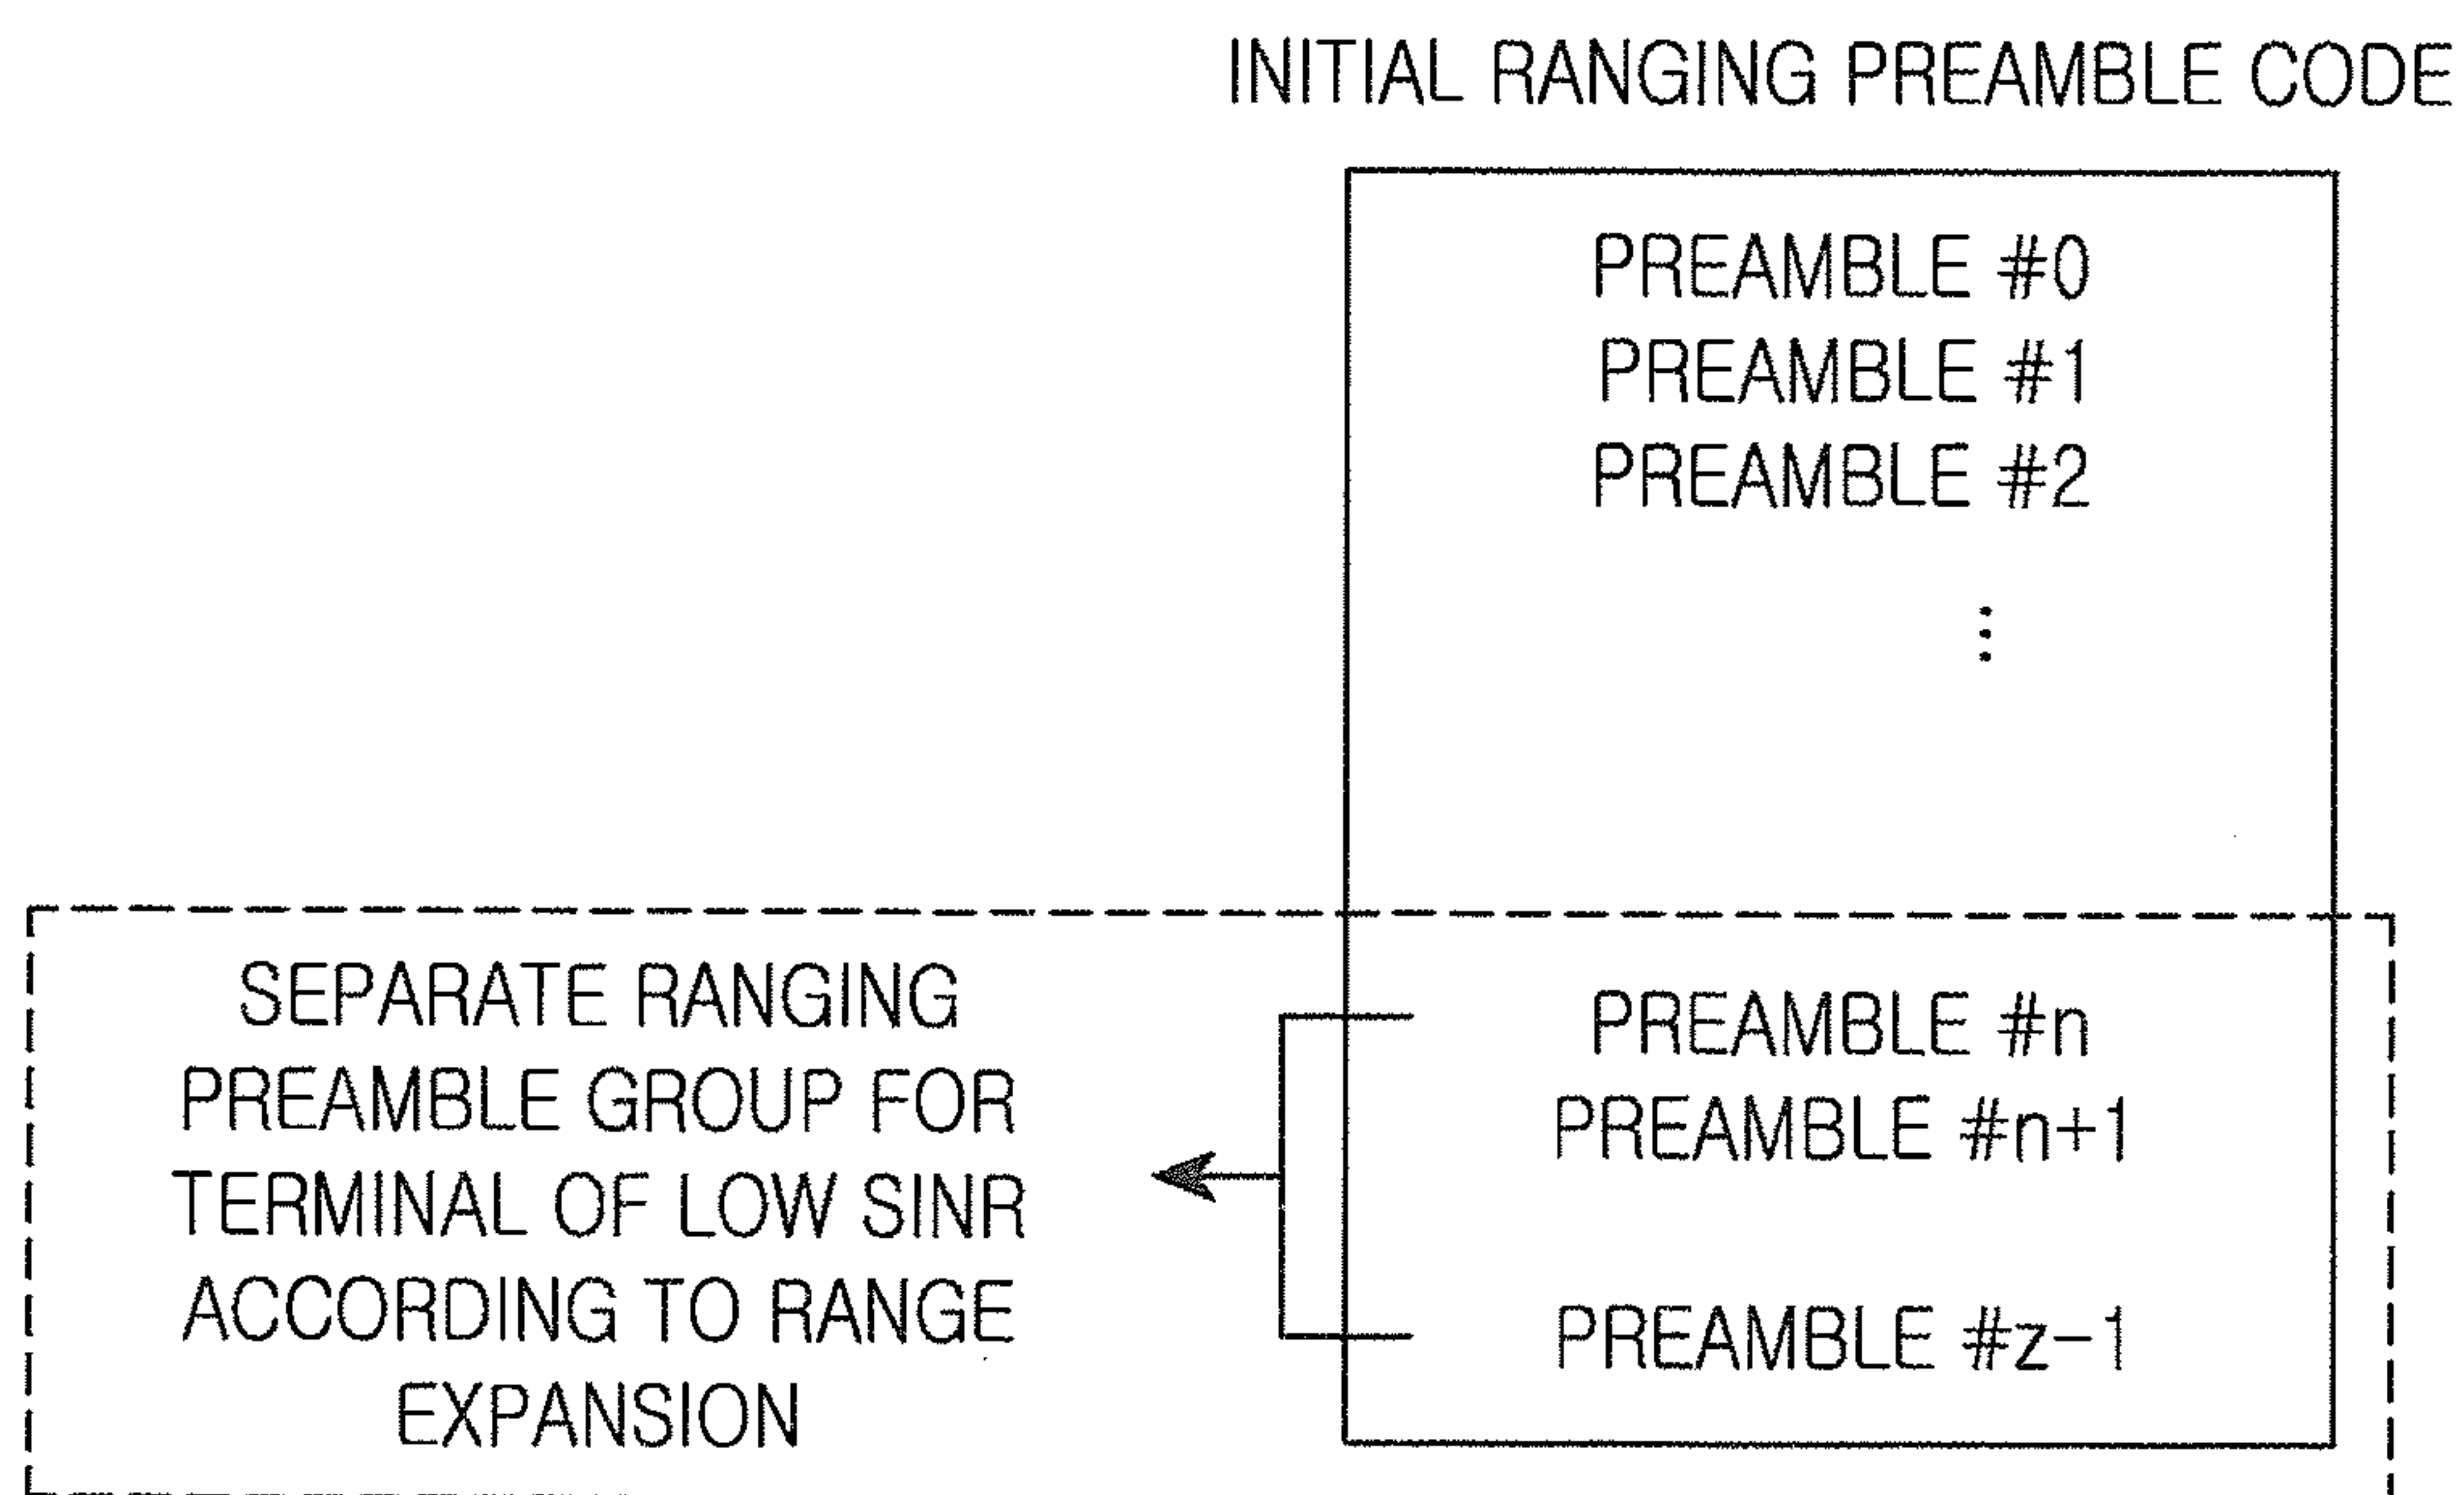 INITIAL RANGING PREAMBLE CODE
PREAMBLE #0
PREAMBLE #1
PREAMBLE #2
⋮
SEPARATE RANGING
PREAMBLE GROUP FOR
TERMINAL OF LOW SINR
ACCORDING TO RANGE
EXPANSION
PREAMBLE #n
PREAMBLE #n+1
PREAMBLE #z-1